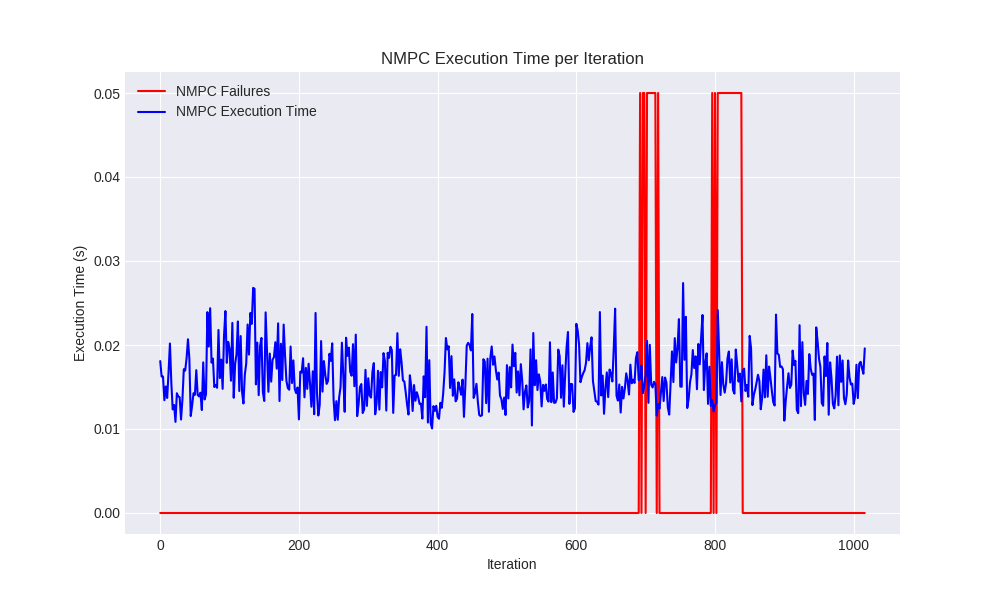 NMPC Execution Time per Iteration
NMPC Failures
NMPC Execution Time
0.05
0.04
0.03
0.02
0.01
0.00
Execution Time (s)
0 200 400 600 800 1000
Iteration